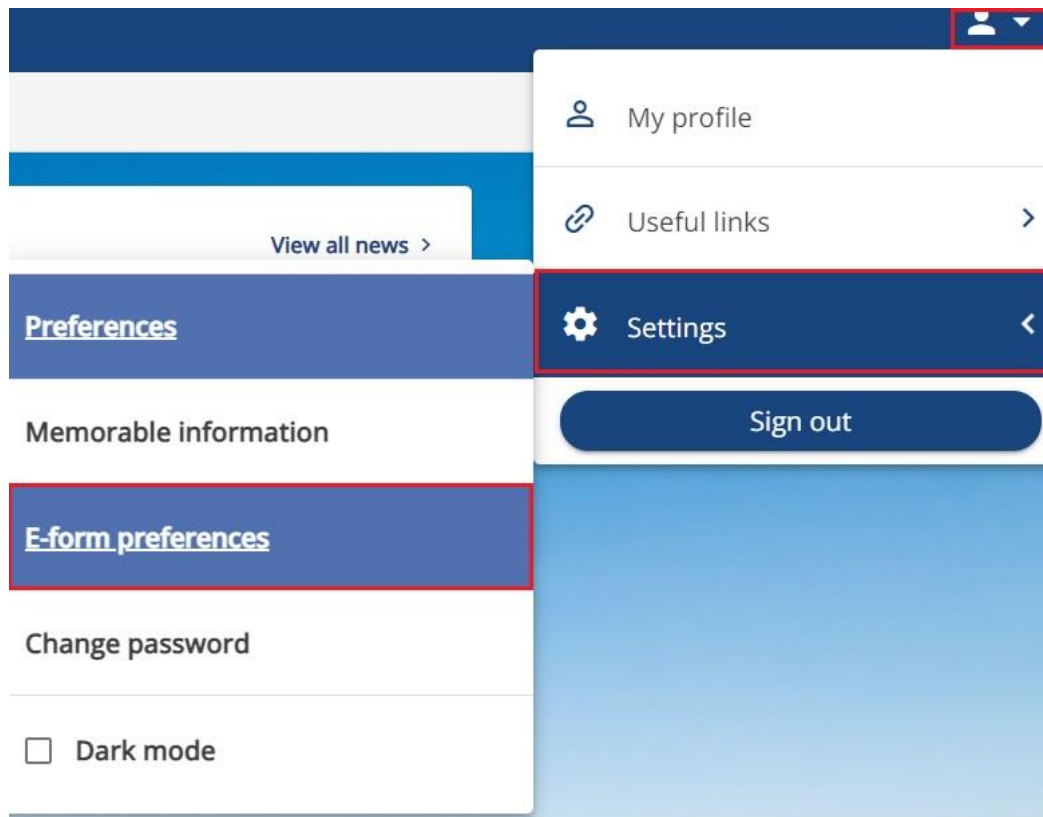 My profile
Useful links
View all news >
Preferences
Settings
Memorable information
Sign out
E-form preferences
Change password
Dark mode